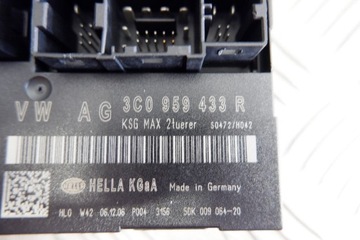 VW AG 3C0 959 433 R
KSG MAX 2tuerer S0472/H042
HELLA KGaA Made in Germany
HLO W42 06.12.06 P004 3156 5DK 009 064-20